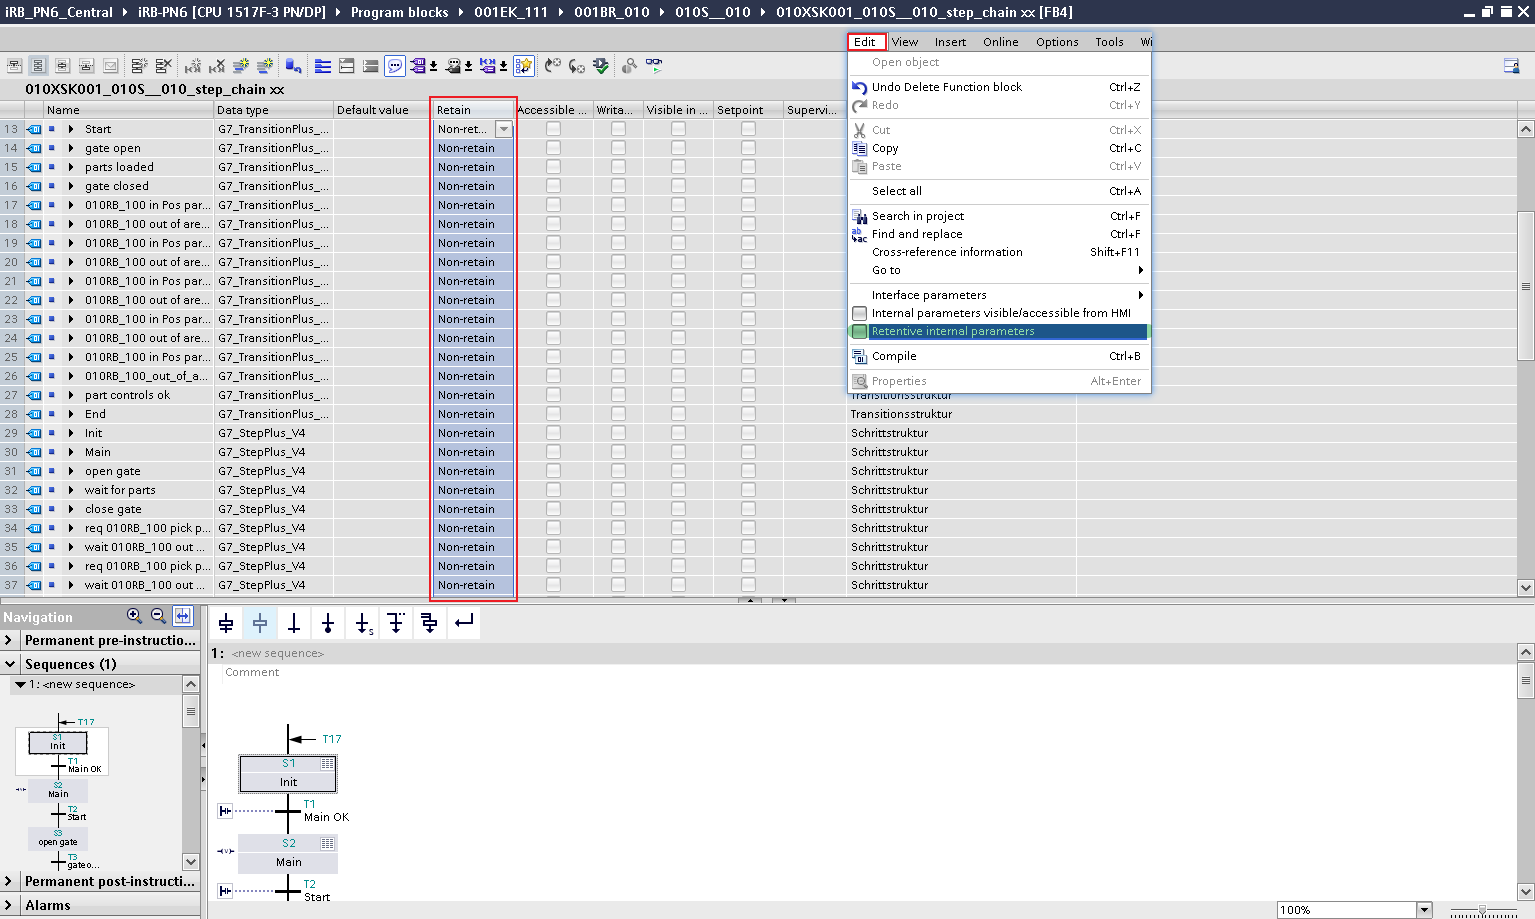 iRB_PN6_Central › iRB-PN6 [CPU 1517F-3 PN/DP] › Program blocks › 001EK_111 › 001BR_010 › 010S__010 › 010XSK001_010S__010_step_chain xx [FB4]
Edit View Insert Online Options Tools Wi
Open object
Undo Delete Function block Ctrl+Z
Redo Ctrl+Y
Cut Ctrl+X
Copy Ctrl+C
Paste Ctrl+V
Select all Ctrl+A
Search in project Ctrl+F
Find and replace Ctrl+F
Cross-reference information Shift+F11
Go to
Interface parameters
Internal parameters visible/accessible from HMI
Retentive internal parameters
Compile Ctrl+B
Properties Alt+Enter
010XSK001_010S__010_step_chain xx
Name Data type Default value Retain Accessible ... Writa... Visible in ... Setpoint Supervi...
13 Start G7_TransitionPlus_... Non-ret...
14 gate open G7_TransitionPlus_... Non-retain
15 parts loaded G7_TransitionPlus_... Non-retain
16 gate closed G7_TransitionPlus_... Non-retain
17 010RB_100 in Pos par... G7_TransitionPlus_... Non-retain
18 010RB_100 out of are... G7_TransitionPlus_... Non-retain
19 010RB_100 in Pos par... G7_TransitionPlus_... Non-retain
20 010RB_100 out of are... G7_TransitionPlus_... Non-retain
21 010RB_100 in Pos par... G7_TransitionPlus_... Non-retain
22 010RB_100 out of are... G7_TransitionPlus_... Non-retain
23 010RB_100 in Pos par... G7_TransitionPlus_... Non-retain
24 010RB_100 out of are... G7_TransitionPlus_... Non-retain
25 010RB_100 in Pos par... G7_TransitionPlus_... Non-retain
26 010RB_100_out_of_a... G7_TransitionPlus_... Non-retain
27 part controls ok G7_TransitionPlus_... Non-retain Transitionsstruktur
28 End G7_TransitionPlus_... Non-retain Transitionsstruktur
29 Init G7_StepPlus_V4 Non-retain Schrittstruktur
30 Main G7_StepPlus_V4 Non-retain Schrittstruktur
31 open gate G7_StepPlus_V4 Non-retain Schrittstruktur
32 wait for parts G7_StepPlus_V4 Non-retain Schrittstruktur
33 close gate G7_StepPlus_V4 Non-retain Schrittstruktur
34 req 010RB_100 pick p... G7_StepPlus_V4 Non-retain Schrittstruktur
35 wait 010RB_100 out ... G7_StepPlus_V4 Non-retain Schrittstruktur
36 req 010RB_100 pick p... G7_StepPlus_V4 Non-retain Schrittstruktur
37 wait 010RB_100 out ... G7_StepPlus_V4 Non-retain Schrittstruktur
Navigation
Permanent pre-instructio...
Sequences (1)
1: <new sequence>
T17
S1
Init
T1
Main OK
S2
Main
T2
Start
S3
open gate
T3
gateo...
Permanent post-instructi...
Alarms
1: <new sequence>
Comment
T17
S1
Init
T1
Main OK
S2
Main
T2
Start
100%